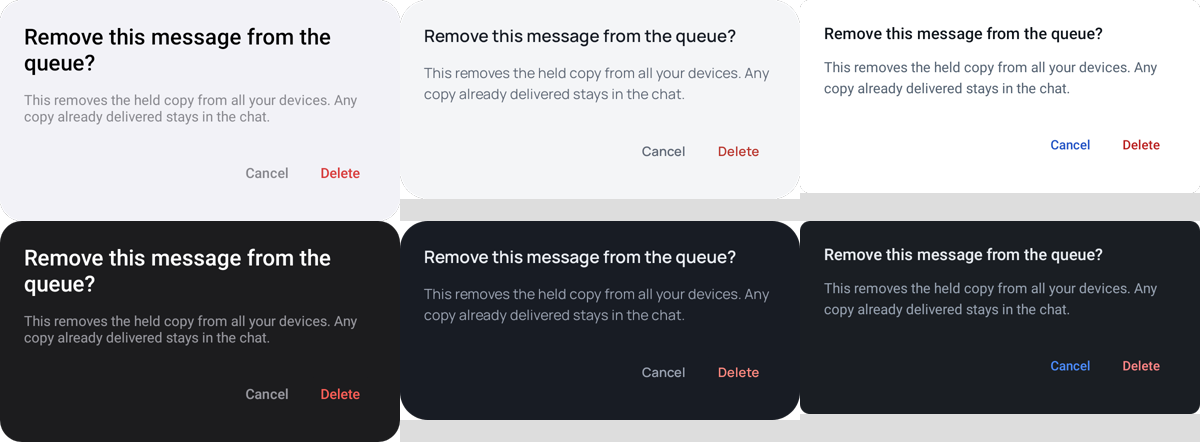 Remove this message from the
queue?
This removes the held copy from all your devices. Any
copy already delivered stays in the chat.
Cancel Delete
Remove this message from the queue?
This removes the held copy from all your devices. Any
copy already delivered stays in the chat.
Cancel Delete
Remove this message from the queue?
This removes the held copy from all your devices. Any
copy already delivered stays in the chat.
Cancel Delete
Remove this message from the
queue?
This removes the held copy from all your devices. Any
copy already delivered stays in the chat.
Cancel Delete
Remove this message from the queue?
This removes the held copy from all your devices. Any
copy already delivered stays in the chat.
Cancel Delete
Remove this message from the queue?
This removes the held copy from all your devices. Any
copy already delivered stays in the chat.
Cancel Delete